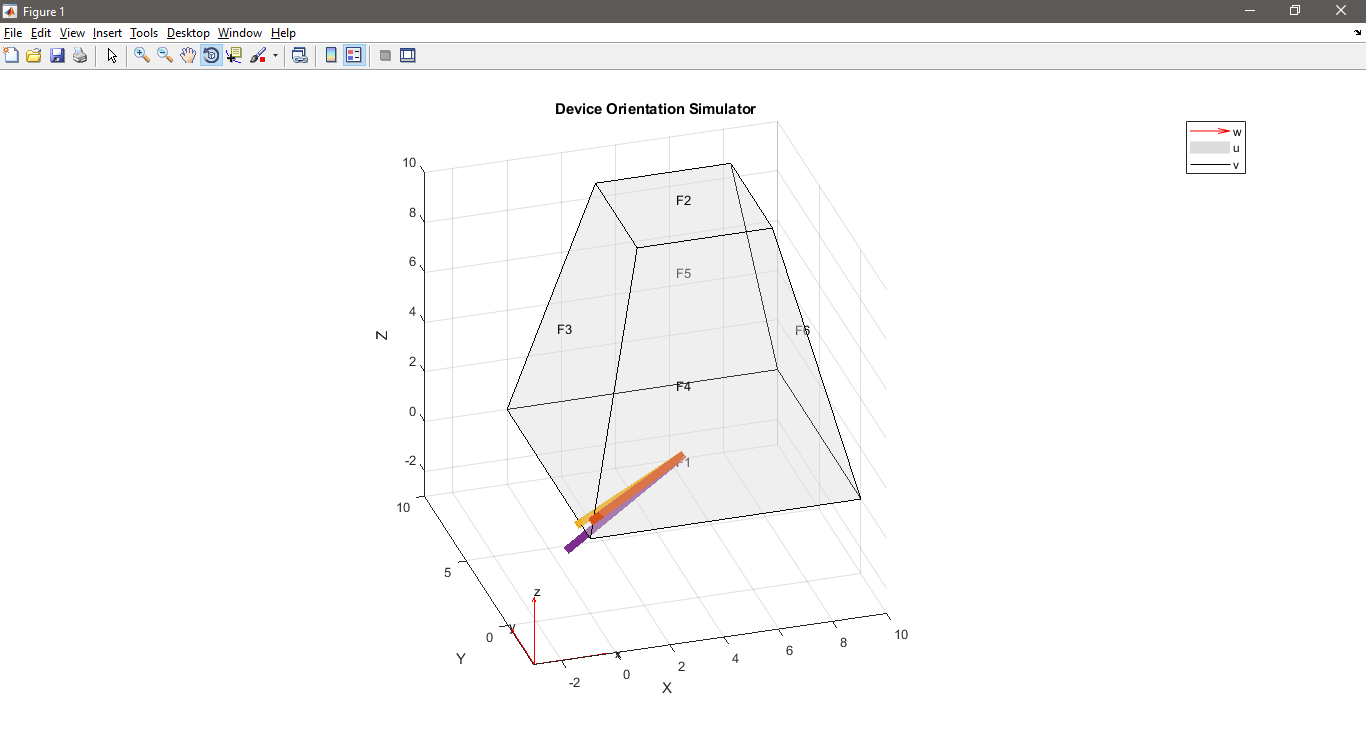 Figure 1
File Edit View Insert Tools Desktop Window Help
Device Orientation Simulator
w
u
v
10
8
6
4
2
0
-2
Z
F2
F5
F3
F6
F4
F1
10
5
0
Y
z
y
x
-2
0
2
4
6
8
10
X